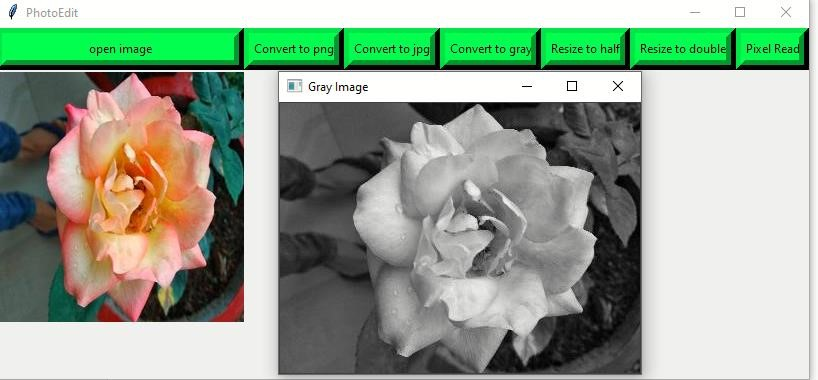 PhotoEdit
open image
Convert to png
Convert to jpg
Convert to gray
Resize to half
Resize to double
Pixel Read
Gray Image